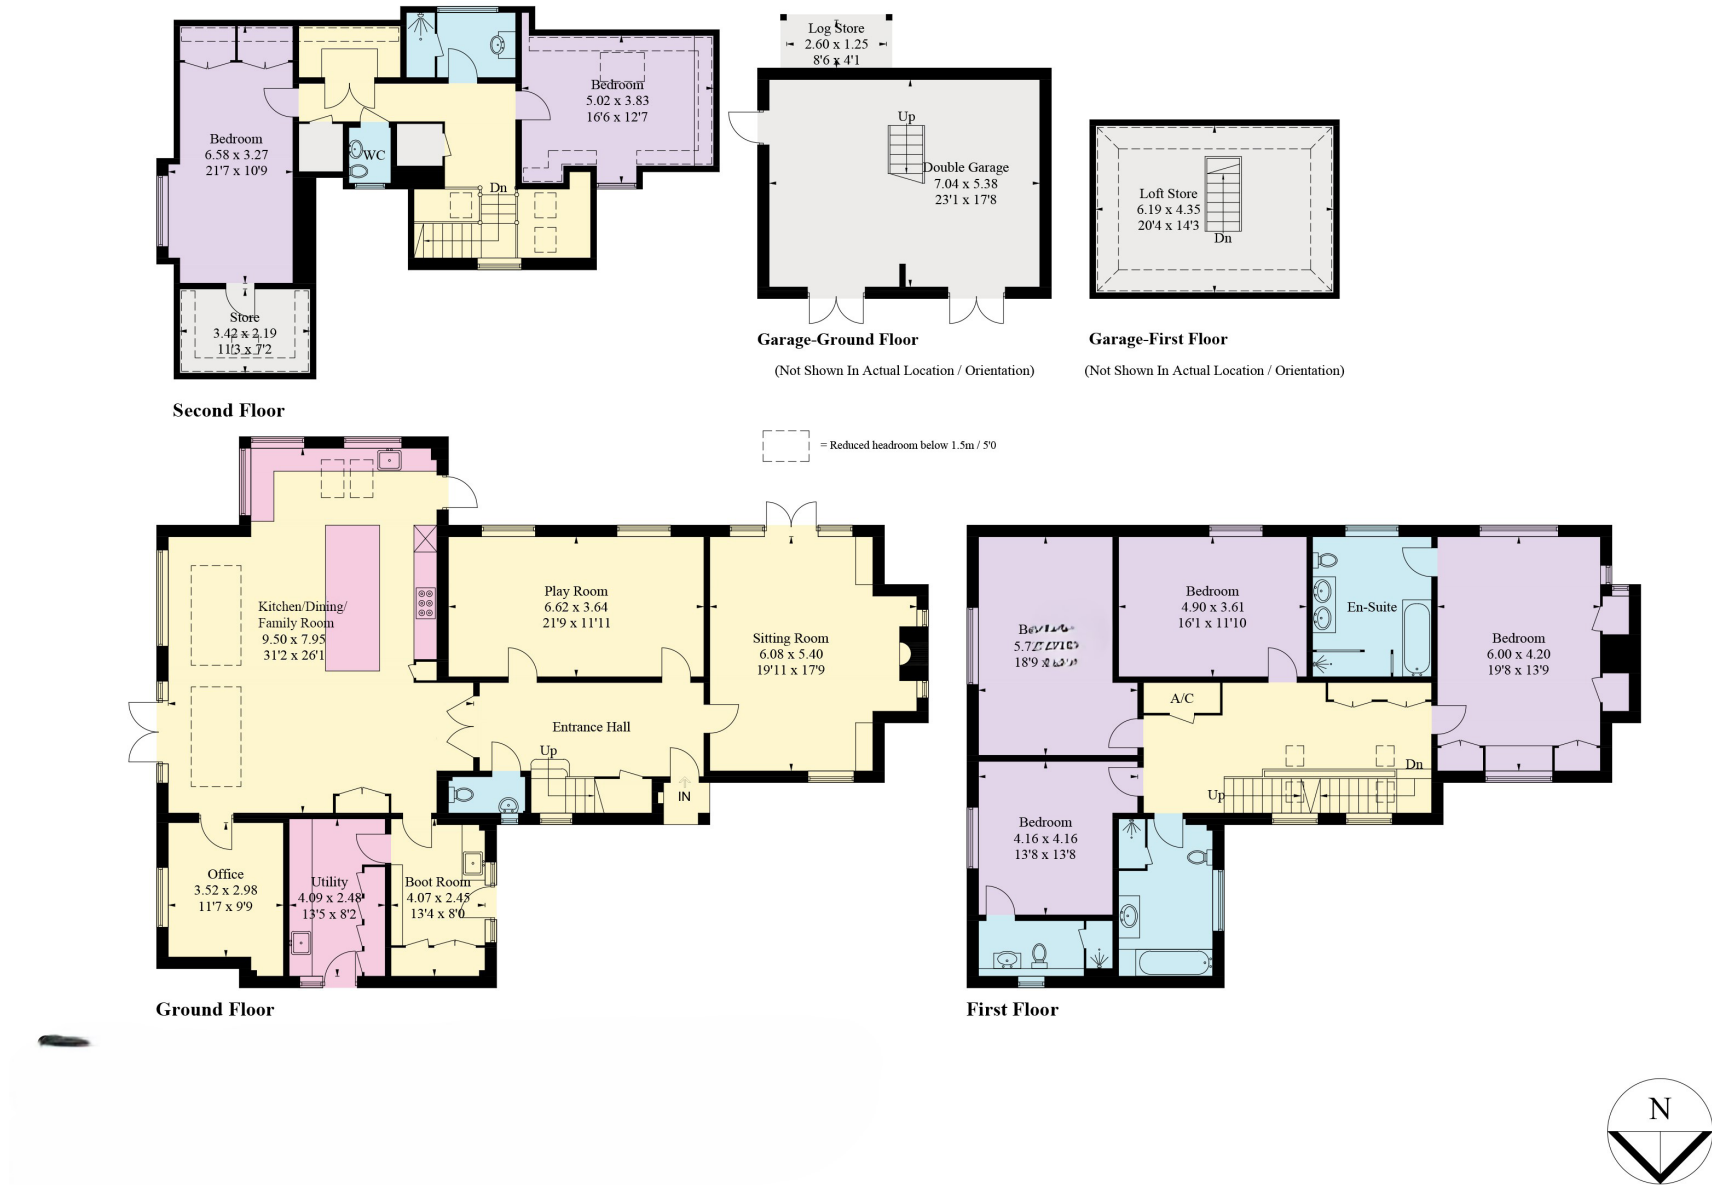 Log Store
2.60 x 1.25
8'6 x 4'1
Bedroom
5.02 x 3.83
16'6 x 12'7
Bedroom
6.58 x 3.27
21'7 x 10'9
WC
Dn
Store
3.42 x 2.19
11'3 x 7'2
Second Floor
Up
Double Garage
7.04 x 5.38
23'1 x 17'8
Garage-Ground Floor
(Not Shown In Actual Location / Orientation)
Loft Store
6.19 x 4.35
20'4 x 14'3
Dn
Garage-First Floor
(Not Shown In Actual Location / Orientation)
= Reduced headroom below 1.5m / 5'0
Kitchen/Dining/
Family Room
9.50 x 7.95
31'2 x 26'1
Play Room
6.62 x 3.64
21'9 x 11'11
Sitting Room
6.08 x 5.40
19'11 x 17'9
Entrance Hall
Up
IN
Office
3.52 x 2.98
11'7 x 9'9
Utility
4.09 x 2.48
13'5 x 8'2
Boot Room
4.07 x 2.45
13'4 x 8'0
Ground Floor
18'9
Bedroom
4.90 x 3.61
16'1 x 11'10
En-Suite
Bedroom
6.00 x 4.20
19'8 x 13'9
A/C
Up
Dn
Bedroom
4.16 x 4.16
13'8 x 13'8
First Floor
N